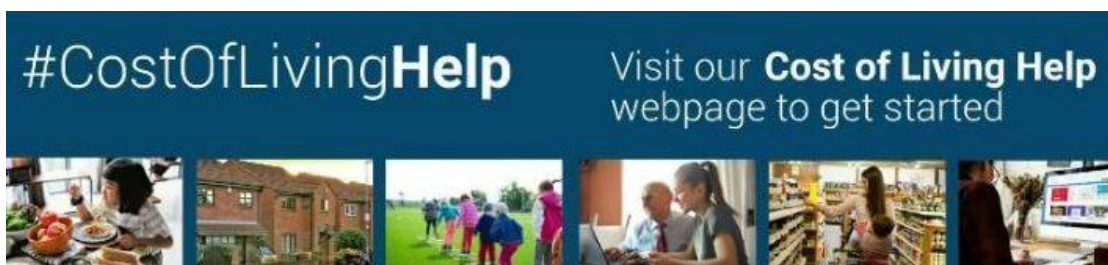 #CostOfLivingHelp
Visit our Cost of Living Help
webpage to get started